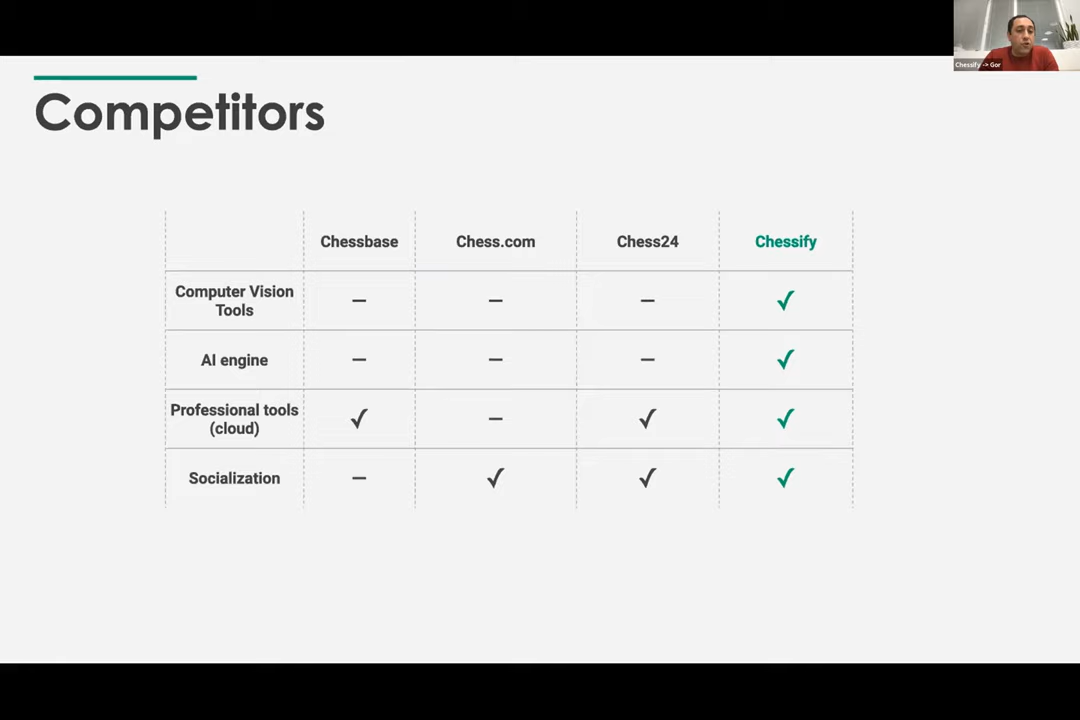 Chessify -> Gor
Competitors
Chessbase Chess.com Chess24 Chessify
Computer Vision
Tools – – – ✓
AI engine – – – ✓
Professional tools
(cloud) ✓ – ✓ ✓
Socialization – ✓ ✓ ✓